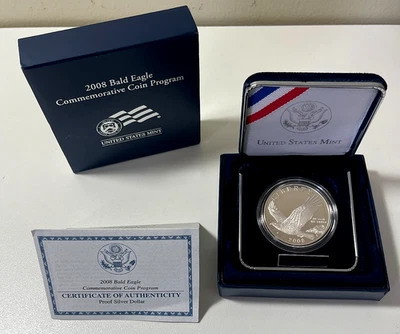 2008 Bald Eagle
Commemorative Coin Program
UNITED STATES MINT
UNITED STATES MINT
LIBERTY
2008
2008 Bald Eagle
Commemorative Coin Program
CERTIFICATE OF AUTHENTICITY
Proof Silver Dollar